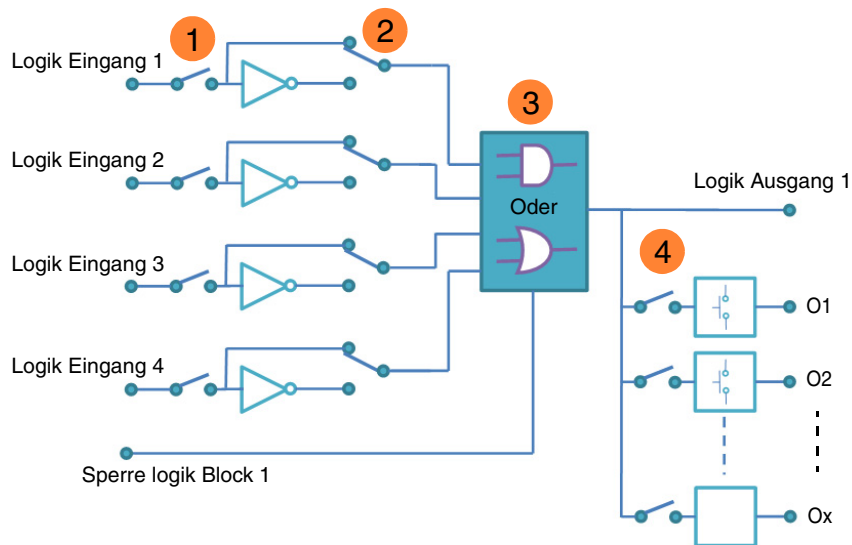 1
2
Logik Eingang 1
3
Logik Eingang 2
Logik Ausgang 1
Oder
4
Logik Eingang 3
O1
Logik Eingang 4
O2
Sperre logik Block 1
Ox